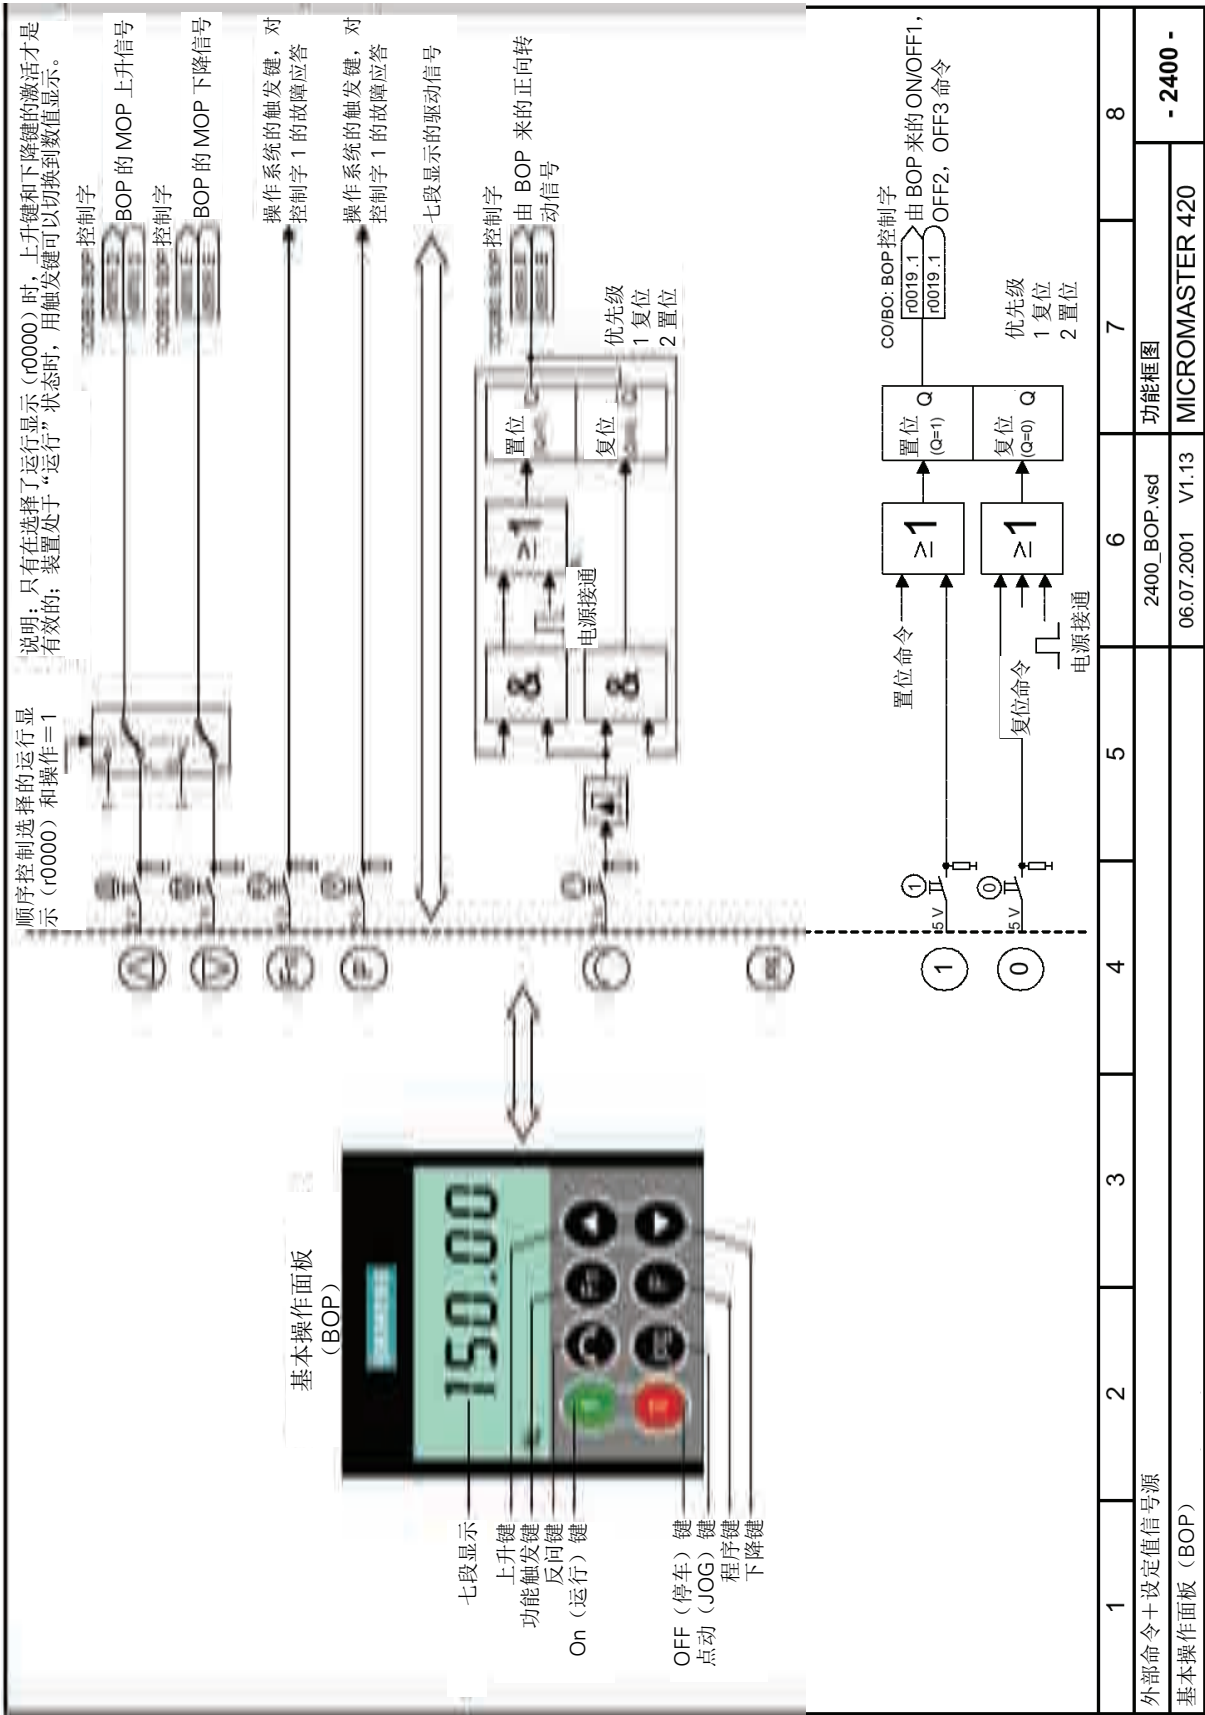 顺序控制选择的运行显
示（r0000）和操作＝1
说明：只有在选择了运行显示（r0000）时，上升键和下降键的激活才是
有效的；装置处于“运行”状态时，用触发键可以切换到数值显示。
控制字
BOP 的 MOP 上升信号
控制字
BOP 的 MOP 下降信号
操作系统的触发键，对
控制字 1 的故障应答
操作系统的触发键，对
控制字 1 的故障应答
七段显示的驱动信号
控制字
由 BOP 来的正向转
动信号
置位
Q
复位
Q
优先级
1 复位
2 置位
&
≥1
&
电源接通
Fn
P
基本操作面板
（BOP）
150.00
七段显示
上升键
功能触发键
反问键
On（运行）键
OFF（停车）键
点动（JOG）键
程序键
下降键
1
5 V
1
0
5 V
0
置位命令
复位命令
电源接通
≥1
≥1
置位
(Q=1)
Q
复位
(Q=0)
Q
CO/BO: BOP控制字
r0019 .1
r0019 .1
由 BOP 来的 ON/OFF1，
OFF2，OFF3 命令
优先级
1 复位
2 置位
1 2 3 4 5 6 7 8
外部命令＋设定值信号源
2400_BOP.vsd
功能框图
- 2400 -
基本操作面板（BOP）
06.07.2001 V1.13
MICROMASTER 420